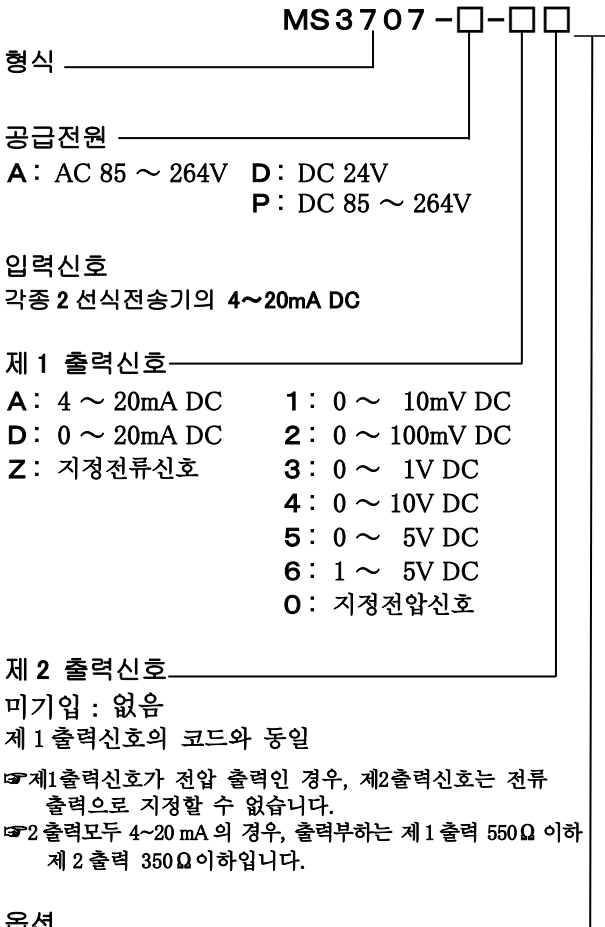 MS3707-□-□□
형식
공급전원
A: AC 85 ～ 264V D: DC 24V
P: DC 85 ～ 264V
입력신호
각종 2 선식전송기의 4～20mA DC
제 1 출력신호
A: 4 ～ 20mA DC 1: 0 ～ 10mV DC
D: 0 ～ 20mA DC 2: 0 ～ 100mV DC
Z: 지정전류신호 3: 0 ～ 1V DC
4: 0 ～ 10V DC
5: 0 ～ 5V DC
6: 1 ～ 5V DC
0: 지정전압신호
제 2 출력신호
미기입 : 없음
제 1 출력신호의 코드와 동일
☞제1출력신호가 전압 출력인 경우, 제2출력신호는 전류
출력으로 지정할 수 없습니다.
☞2 출력모두 4~20 mA 의 경우, 출력부하는 제 1 출력 550Ω 이하
제 2 출력 350Ω이하입니다.
옵션